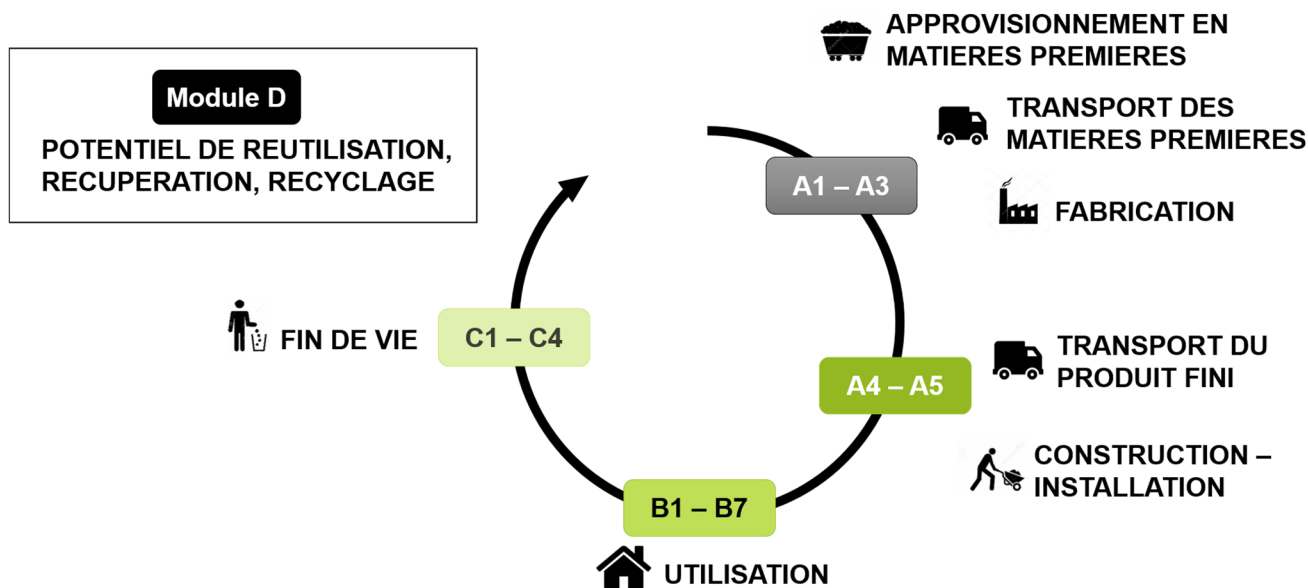 APPROVISIONNEMENT EN
MATIERES PREMIERES
Module D
POTENTIEL DE REUTILISATION,
RECUPERATION, RECYCLAGE
TRANSPORT DES
MATIERES PREMIERES
A1 – A3
FABRICATION
FIN DE VIE
C1 – C4
TRANSPORT DU
PRODUIT FINI
A4 – A5
CONSTRUCTION –
INSTALLATION
B1 – B7
UTILISATION